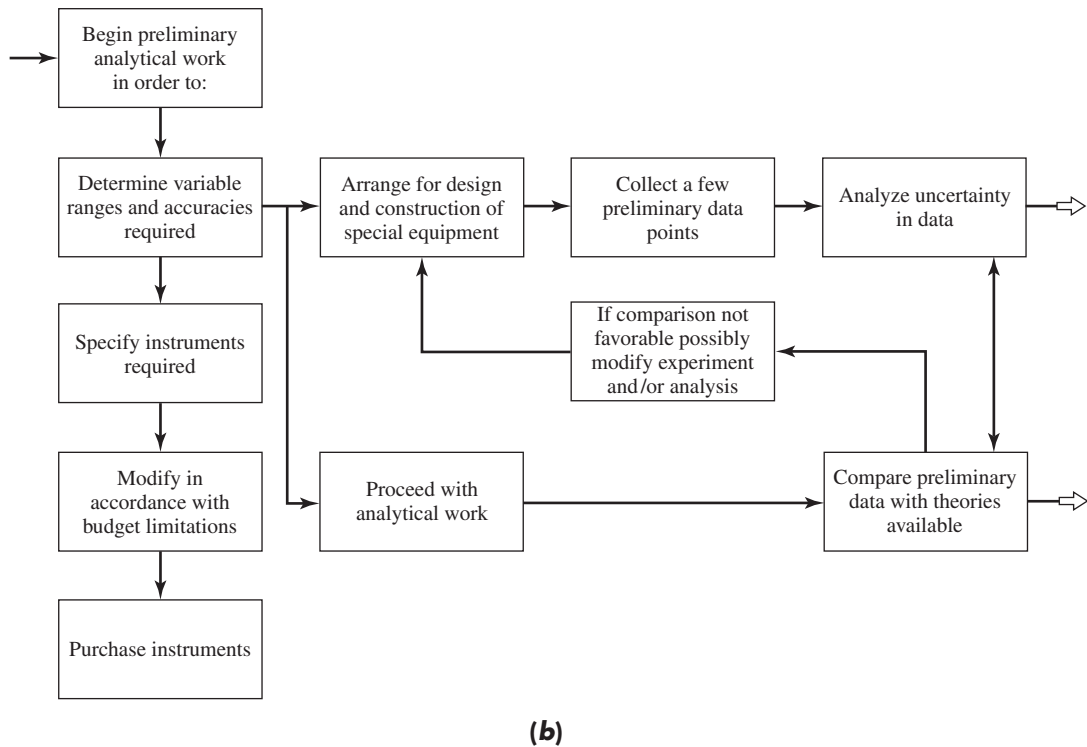 Begin preliminary
analytical work
in order to:
Determine variable
ranges and accuracies
required
Arrange for design
and construction of
special equipment
Collect a few
preliminary data
points
Analyze uncertainty
in data
Specify instruments
required
If comparison not
favorable possibly
modify experiment
and/or analysis
Modify in
accordance with
budget limitations
Proceed with
analytical work
Compare preliminary
data with theories
available
Purchase instruments
(b)